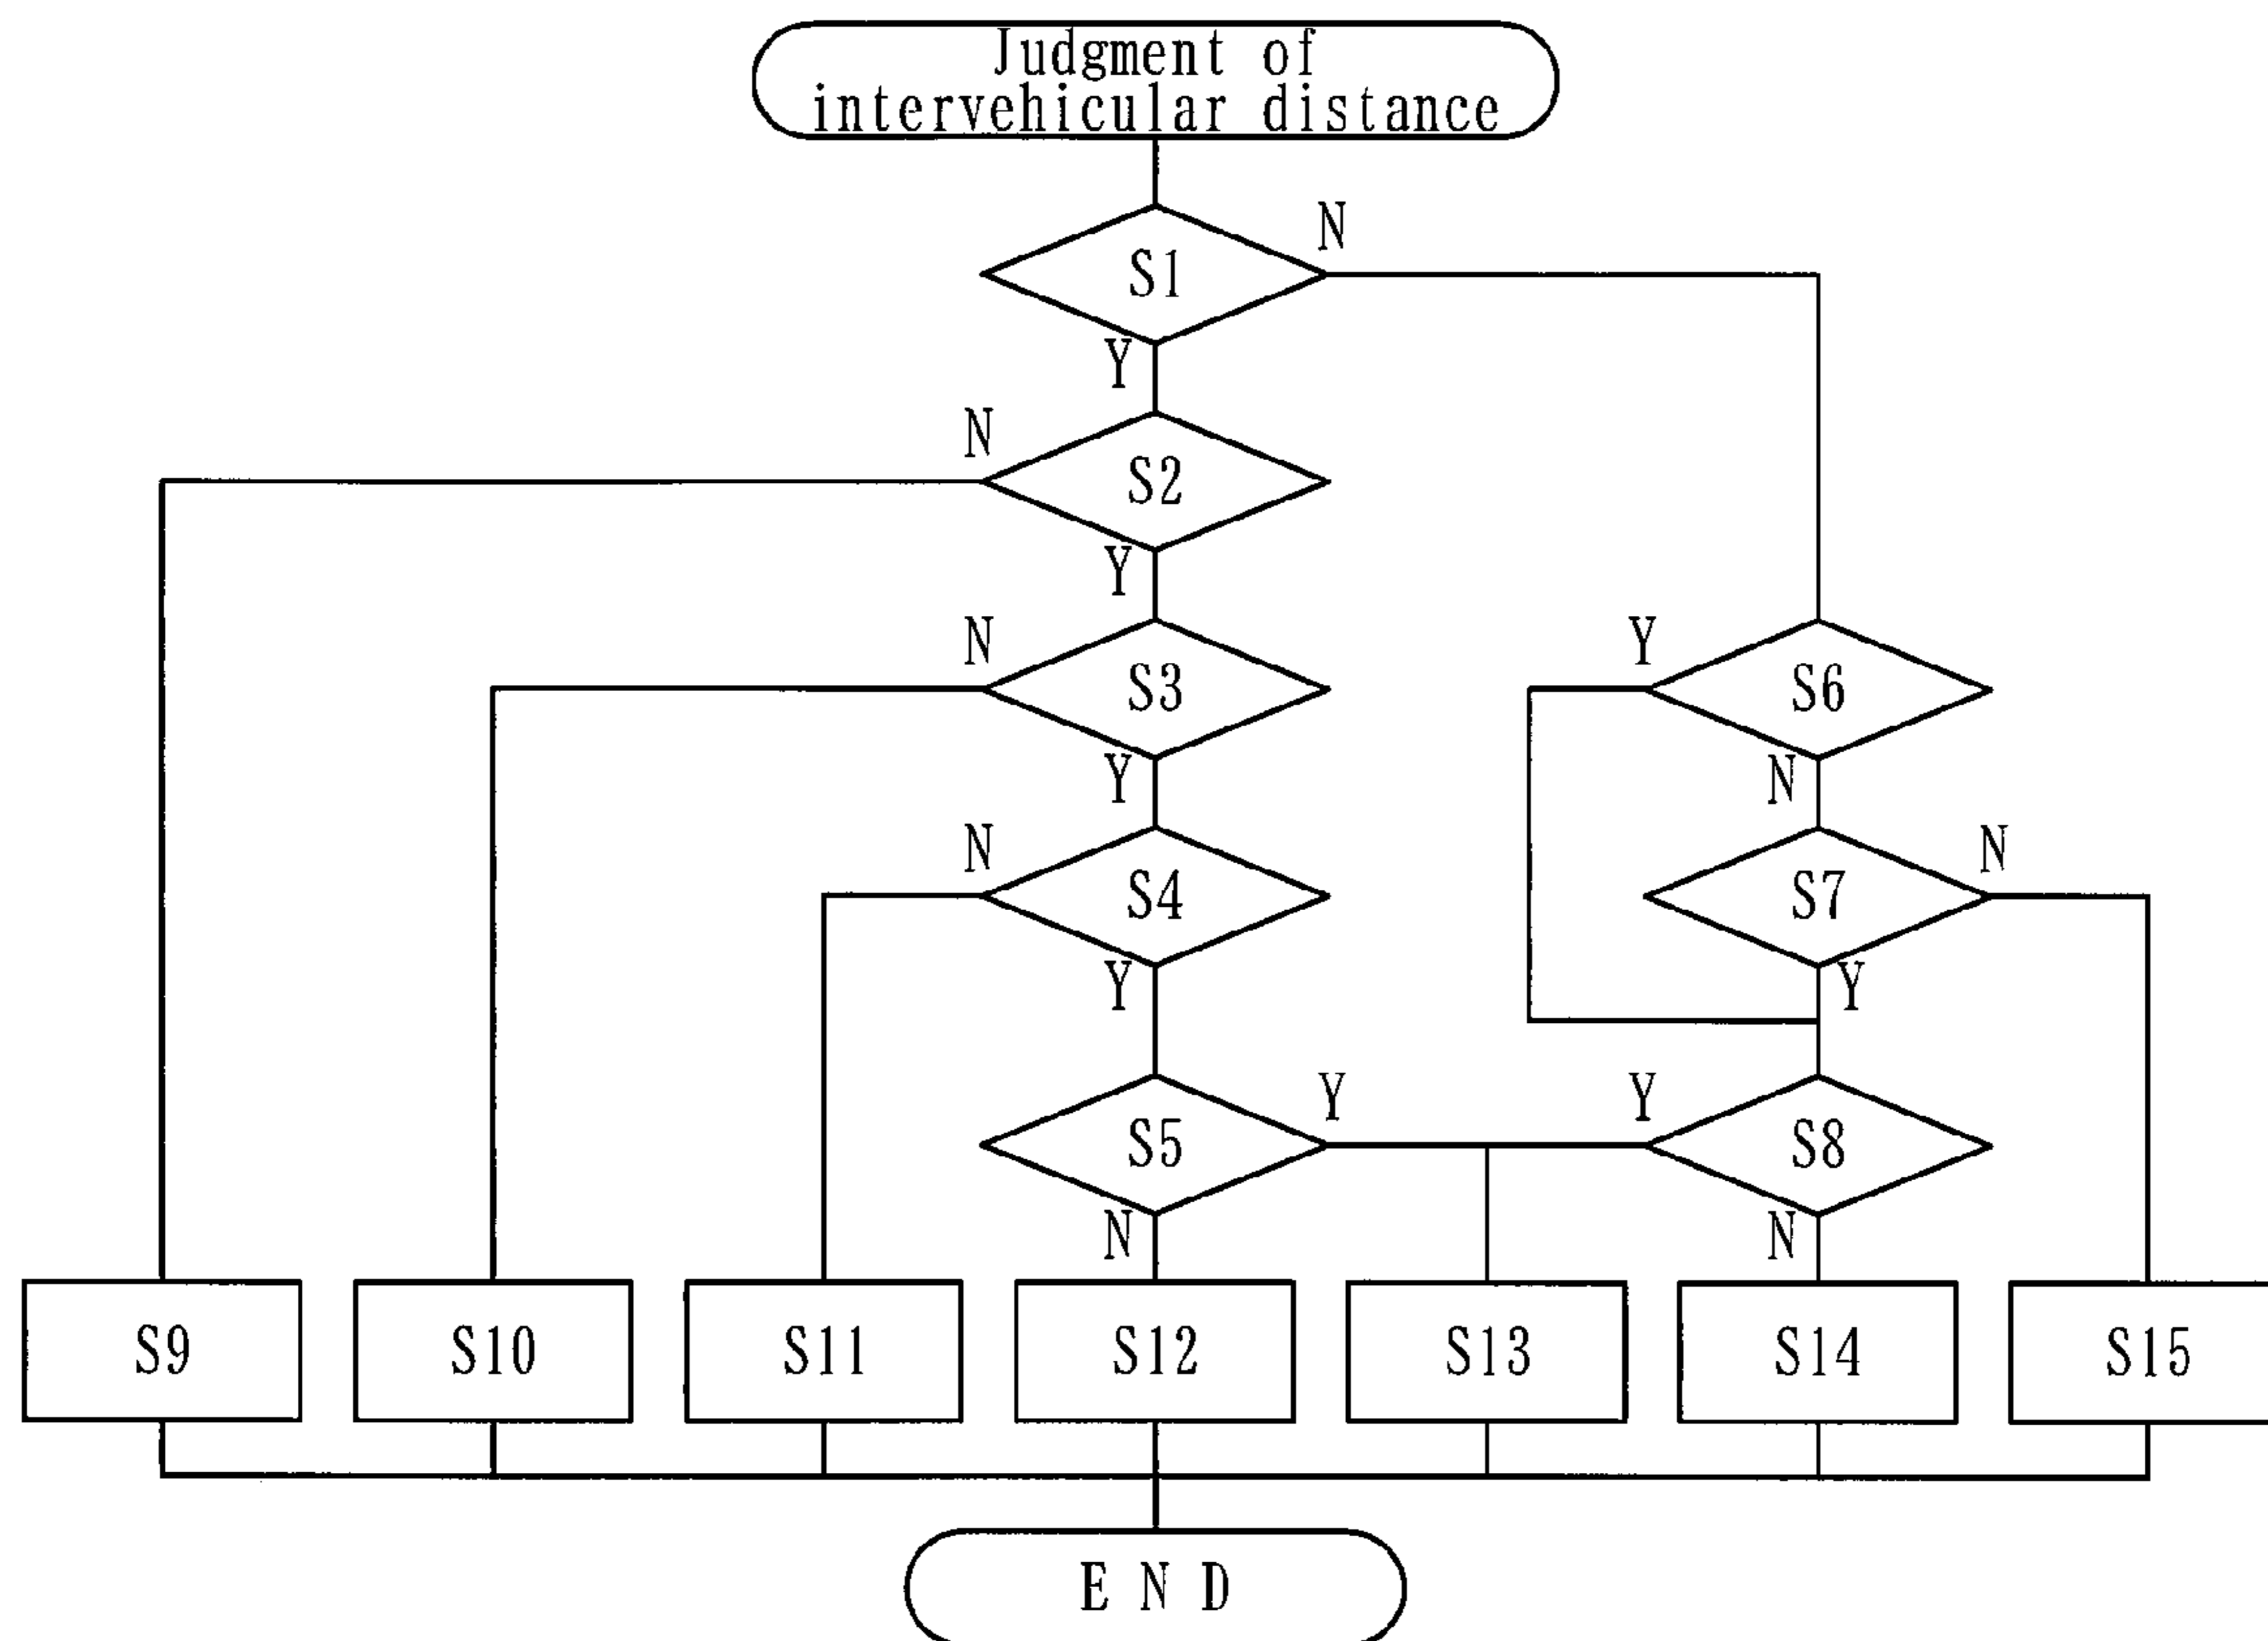 Judgment of
intervehicular distance
S1
N
Y
N
S2
Y
N
S3
Y
Y
S6
N
N
S4
Y
S7
N
Y
S5
Y
N
Y
S8
N
S9
S10
S11
S12
S13
S14
S15
E N D